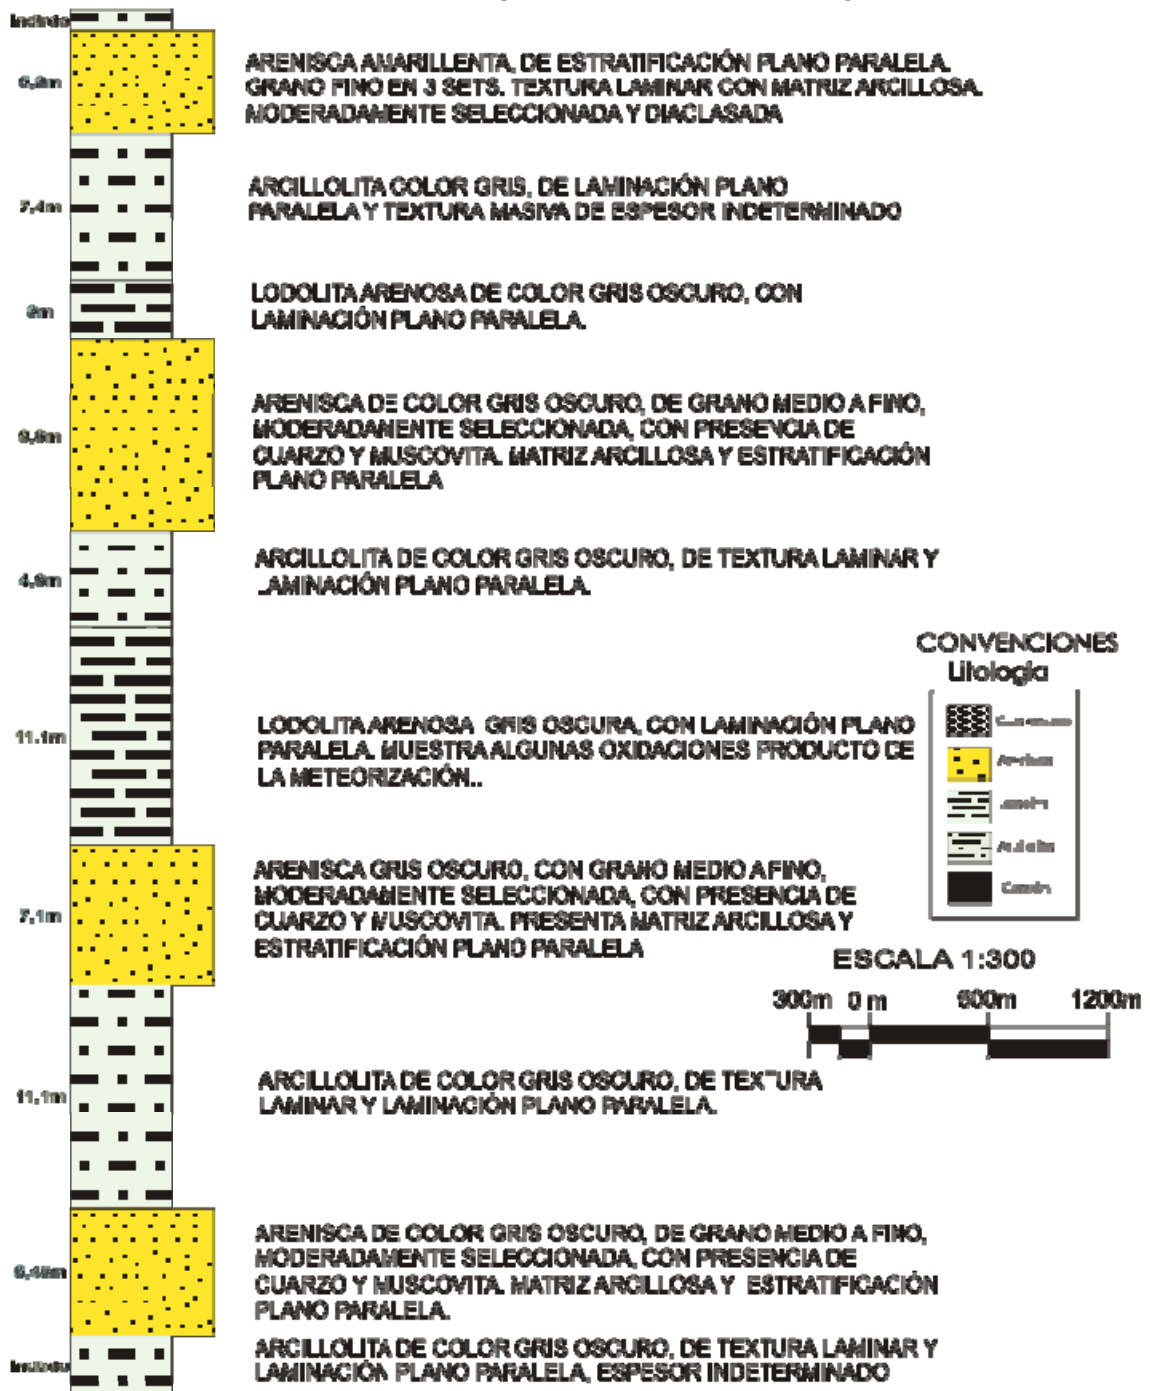 ARENISCA AMARILLENTA, DE ESTRATIFICACIÓN PLANO PARALELA.
GRANO FINO EN 3 SETS. TEXTURA LAMINAR CON MATRIZ ARCILLOSA.
MODERADAMENTE SELECCIONADA Y DIACLASADA
7,4m
ARCILLOLITA COLOR GRIS, DE LAMINACIÓN PLANO
PARALELA Y TEXTURA MASIVA DE ESPESOR INDETERMINADO
LODOLITA ARENOSA DE COLOR GRIS OSCURO, CON
LAMINACIÓN PLANO PARALELA.
ARENISCA DE COLOR GRIS OSCURO, DE GRANO MEDIO A FINO,
MODERADAMENTE SELECCIONADA, CON PRESENCIA DE
CUARZO Y MUSCOVITA. MATRIZ ARCILLOSA Y ESTRATIFICACIÓN
PLANO PARALELA
ARCILLOLITA DE COLOR GRIS OSCURO, DE TEXTURA LAMINAR Y
LAMINACIÓN PLANO PARALELA.
11.1m
LODOLITA ARENOSA GRIS OSCURA, CON LAMINACIÓN PLANO
PARALELA. MUESTRA ALGUNAS OXIDACIONES PRODUCTO DE
LA METEORIZACIÓN..
7,1m
ARENISCA GRIS OSCURO, CON GRANO MEDIO A FINO,
MODERADAMENTE SELECCIONADA, CON PRESENCIA DE
CUARZO Y MUSCOVITA. PRESENTA MATRIZ ARCILLOSA Y
ESTRATIFICACIÓN PLANO PARALELA
11,1m
ARCILLOLITA DE COLOR GRIS OSCURO, DE TEXTURA
LAMINAR Y LAMINACIÓN PLANO PARALELA.
6,45m
ARENISCA DE COLOR GRIS OSCURO, DE GRANO MEDIO A FINO,
MODERADAMENTE SELECCIONADA, CON PRESENCIA DE
CUARZO Y MUSCOVITA. MATRIZ ARCILLOSA Y ESTRATIFICACIÓN
PLANO PARALELA.
ARCILLOLITA DE COLOR GRIS OSCURO, DE TEXTURA LAMINAR Y
LAMINACIÓN PLANO PARALELA, ESPESOR INDETERMINADO
CONVENCIONES
Litología
Carbón
ESCALA 1:300
300m 0 m 600m 1200m